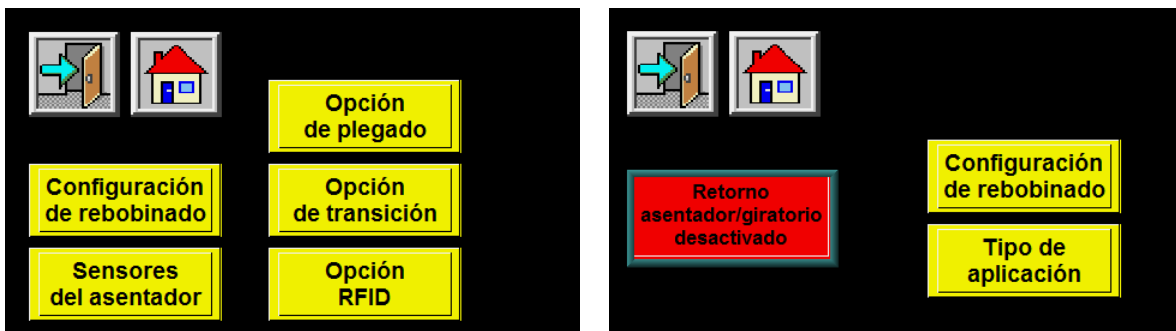 Opción
de plegado
Configuración
de rebobinado
Opción
de transición
Sensores
del asentador
Opción
RFID
Retorno
asentador/giratorio
desactivado
Configuración
de rebobinado
Tipo de
aplicación